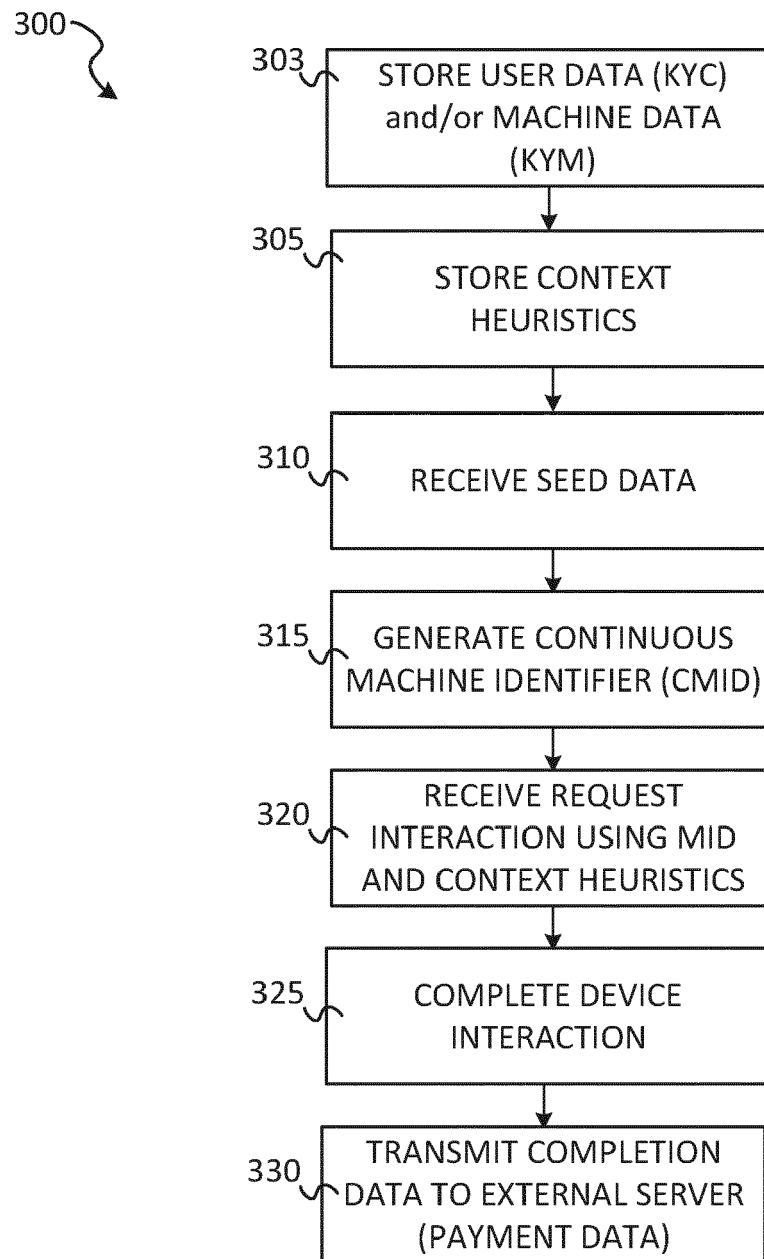 300
303
STORE USER DATA (KYC)
and/or MACHINE DATA
(KYM)
305
STORE CONTEXT
HEURISTICS
310
RECEIVE SEED DATA
315
GENERATE CONTINUOUS
MACHINE IDENTIFIER (CMID)
320
RECEIVE REQUEST
INTERACTION USING MID
AND CONTEXT HEURISTICS
325
COMPLETE DEVICE
INTERACTION
330
TRANSMIT COMPLETION
DATA TO EXTERNAL SERVER
(PAYMENT DATA)